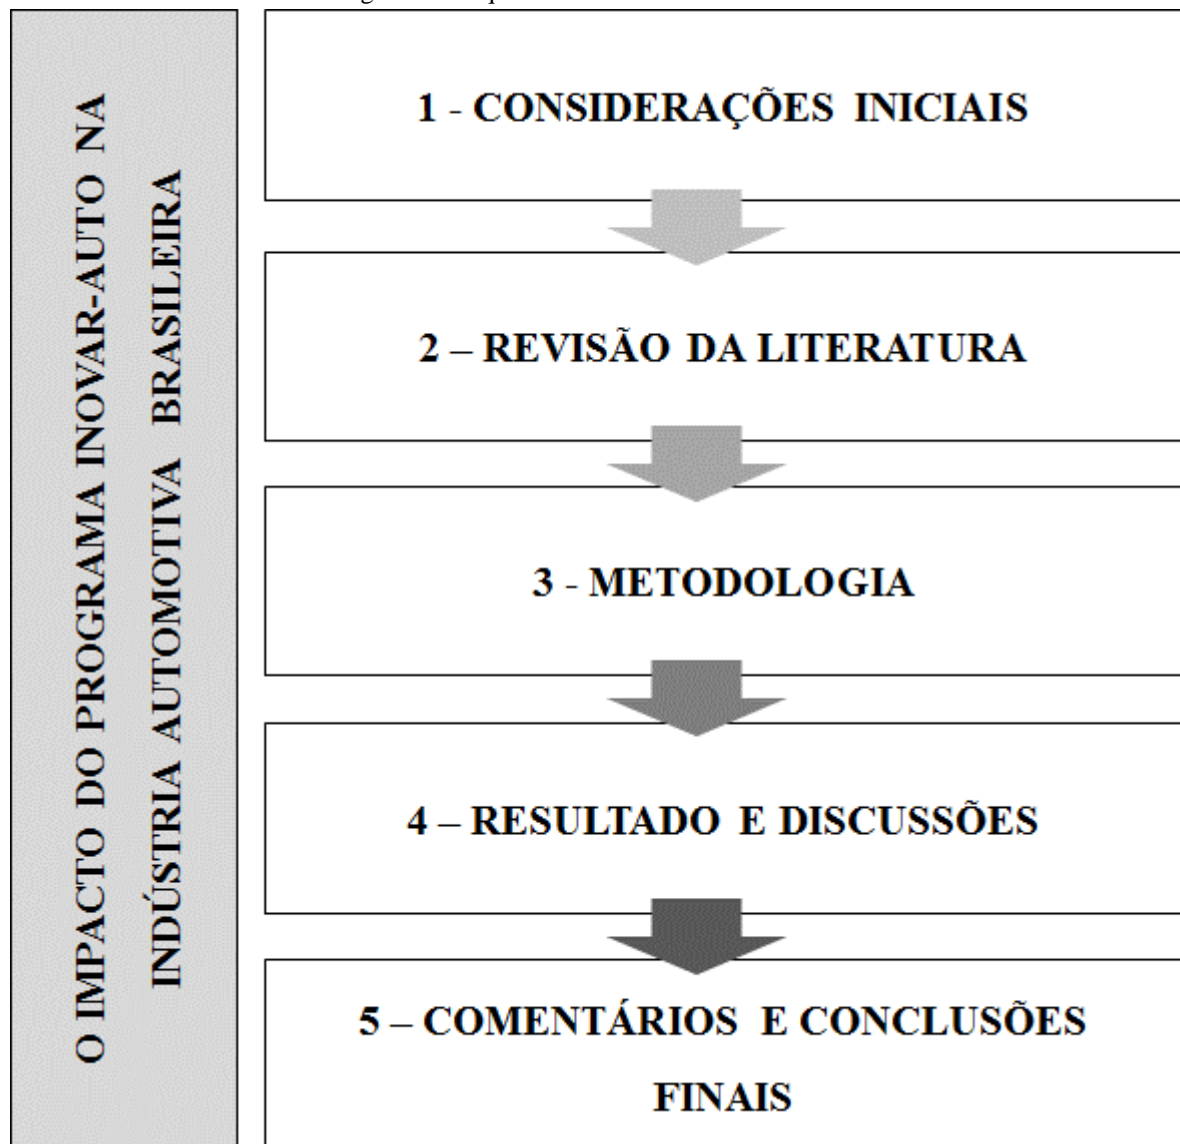 O IMPACTO DO PROGRAMA INOVAR-AUTO NA
INDÚSTRIA AUTOMOTIVA BRASILEIRA
1 - CONSIDERAÇÕES INICIAIS
2 – REVISÃO DA LITERATURA
3 - METODOLOGIA
4 – RESULTADO E DISCUSSÕES
5 – COMENTÁRIOS E CONCLUSÕES
FINAIS